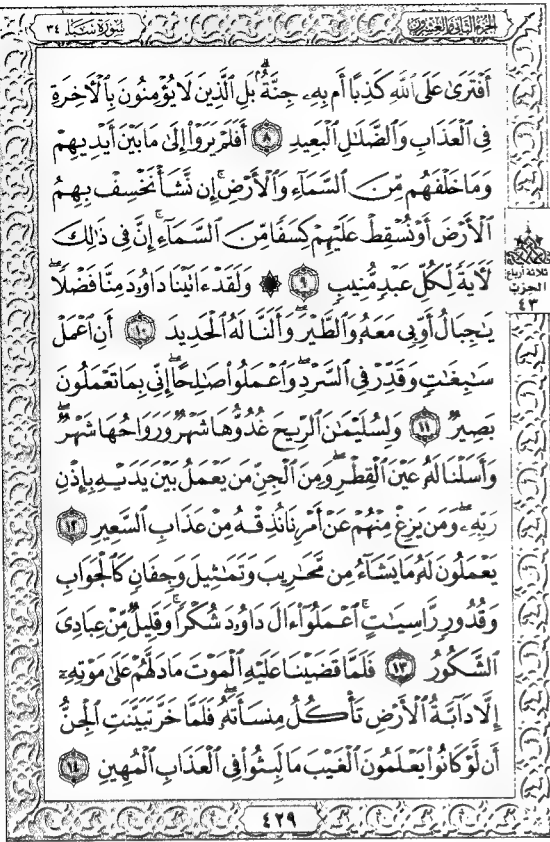 الجزء الثاني والعشرون
سُورَةُ سَبَإٍ ٣٤
أَفْتَرَىٰ عَلَى ٱللَّهِ كَذِبًا أَم بِهِۦ جِنَّةُۢۗ بَلِ ٱلَّذِينَ لَا يُؤْمِنُونَ بِٱلْأَخِرَةِ
فِى ٱلْعَذَابِ وَٱلضَّلَٰلِ ٱلْبَعِيدِ ٨ أَفَلَمْ يَرَوْا۟ إِلَىٰ مَا بَيْنَ أَيْدِيهِمْ
وَمَا خَلْفَهُم مِّنَ ٱلسَّمَآءِ وَٱلْأَرْضِۚ إِن نَّشَأْ نَخْسِفْ بِهِمُ
ٱلْأَرْضَ أَوْ نُسْقِطْ عَلَيْهِمْ كِسَفًا مِّنَ ٱلسَّمَآءِۚ إِنَّ فِى ذَٰلِكَ
لَأٓيَةً لِّكُلِّ عَبْدٍ مُّنِيبٍ ٩ ۞ وَلَقَدْ ءَاتَيْنَا دَاوُۥدَ مِنَّا فَضْلًاۖ
يَٰجِبَالُ أَوِّبِى مَعَهُۥ وَٱلطَّيْرَۖ وَأَلَنَّا لَهُ ٱلْحَدِيدَ ١٠ أَنِ ٱعْمَلْ
سَٰبِغَٰتٍ وَقَدِّرْ فِى ٱلسَّرْدِۖ وَٱعْمَلُوا۟ صَٰلِحًاۖ إِنِّى بِمَا تَعْمَلُونَ
بَصِيرٌ ١١ وَلِسُلَيْمَٰنَ ٱلرِّيحَ غُدُوُّهَا شَهْرٌ وَرَوَاحُهَا شَهْرٌۖ
وَأَسَلْنَا لَهُۥ عَيْنَ ٱلْقِطْرِۖ وَمِنَ ٱلْجِنِّ مَن يَعْمَلُ بَيْنَ يَدَيْهِ بِإِذْنِ
رَبِّهِۦۖ وَمَن يَزِغْ مِنْهُمْ عَنْ أَمْرِنَا نُذِقْهُ مِنْ عَذَابِ ٱلسَّعِيرِ ١٢
يَعْمَلُونَ لَهُۥ مَا يَشَآءُ مِن مَّحَٰرِيبَ وَتَمَٰثِيلَ وَجِفَانٍ كَٱلْجَوَابِ
وَقُدُورٍ رَّاسِيَٰتٍۚ ٱعْمَلُوٓا۟ ءَالَ دَاوُۥدَ شُكْرًاۚ وَقَلِيلٌ مِّنْ عِبَادِىَ
ٱلشَّكُورُ ١٣ فَلَمَّا قَضَيْنَا عَلَيْهِ ٱلْمَوْتَ مَا دَلَّهُمْ عَلَىٰ مَوْتِهِۦٓ
إِلَّا دَآبَّةُ ٱلْأَرْضِ تَأْكُلُ مِنسَأَتَهُۥۖ فَلَمَّا خَرَّ تَبَيَّنَتِ ٱلْجِنُّ
أَن لَّوْ كَانُوا۟ يَعْلَمُونَ ٱلْغَيْبَ مَا لَبِثُوا۟ فِى ٱلْعَذَابِ ٱلْمُهِينِ ١٤
ثلاثة أرباع
الحزب
٤٣
٤٢٩